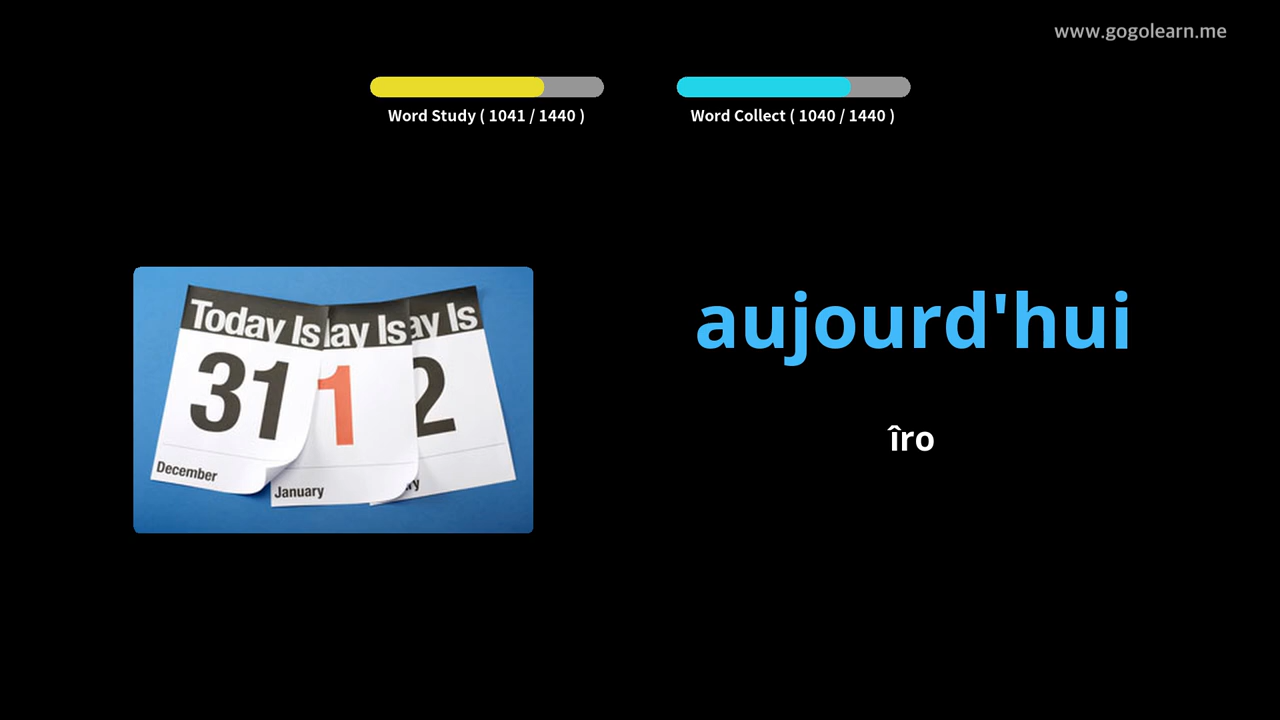 www.gogolearn.me
Word Study ( 1041 / 1440 )
Word Collect ( 1040 / 1440 )
Today Is
31
December
day Is
1
January
ay Is
2
ry
aujourd'hui
îro